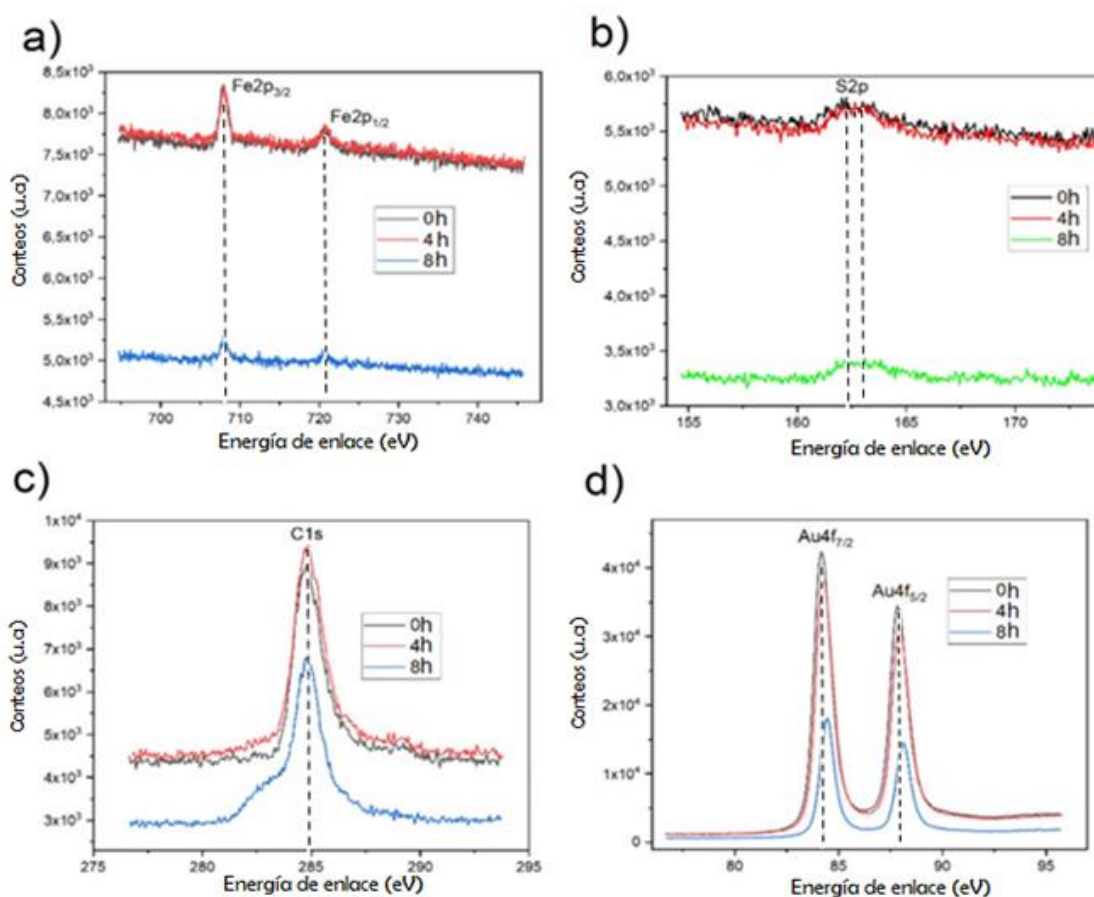 a)
Fe2p3/2
Fe2p1/2
8,5x10³
8,0x10³
7,5x10³
7,0x10³
6,5x10³
6,0x10³
5,5x10³
5,0x10³
4,5x10³
Conteos (u.a)
0h
4h
8h
700 710 720 730 740
Energía de enlace (eV)
b)
S2p
6,0x10³
5,5x10³
5,0x10³
4,5x10³
4,0x10³
3,5x10³
3,0x10³
Conteos (u.a)
0h
4h
8h
155 160 165 170
Energía de enlace (eV)
c)
C1s
1x10⁴
9x10³
8x10³
7x10³
6x10³
5x10³
4x10³
3x10³
Conteos (u.a)
0h
4h
8h
275 280 285 290 295
Energía de enlace (eV)
d)
Au4f7/2
Au4f5/2
4x10⁴
3x10⁴
2x10⁴
1x10⁴
0
Conteos (u.a)
0h
4h
8h
80 85 90 95
Energía de enlace (eV)